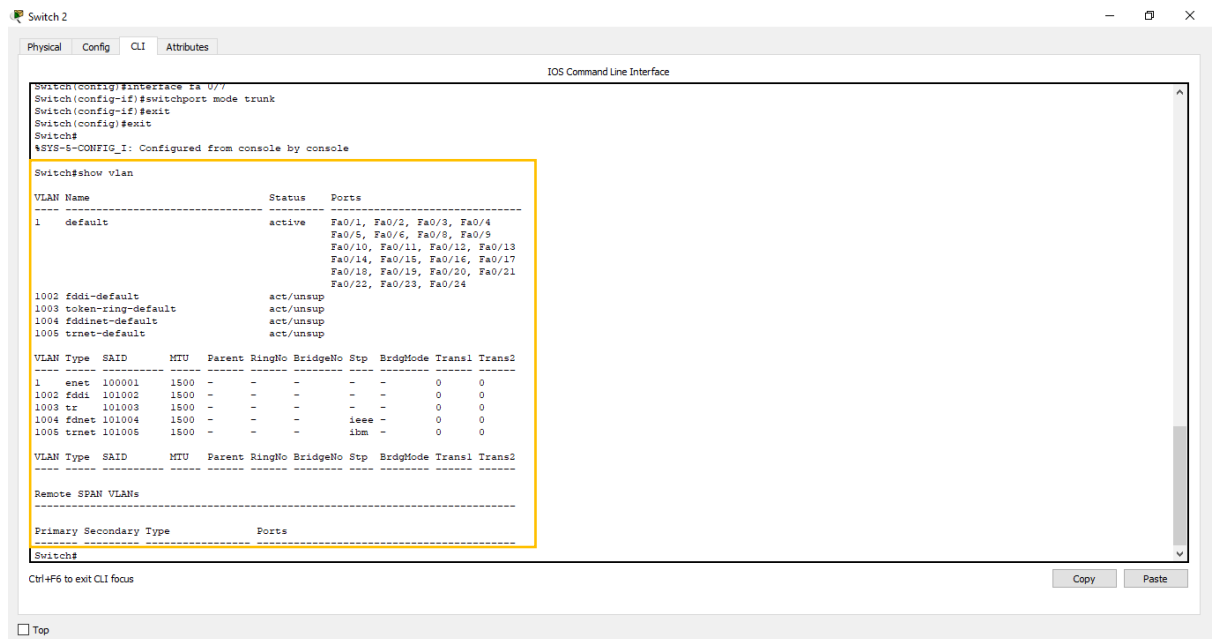 Switch 2
Physical Config CLI Attributes
IOS Command Line Interface
Switch(config)#interface fa 0/7
Switch(config-if)#switchport mode trunk
Switch(config-if)#exit
Switch(config)#exit
Switch#
%SYS-5-CONFIG_I: Configured from console by console
Switch#show vlan
VLAN Name Status Ports
---- -------------------------------- --------- -------------------------------
1 default active Fa0/1, Fa0/2, Fa0/3, Fa0/4
Fa0/5, Fa0/6, Fa0/8, Fa0/9
Fa0/10, Fa0/11, Fa0/12, Fa0/13
Fa0/14, Fa0/15, Fa0/16, Fa0/17
Fa0/18, Fa0/19, Fa0/20, Fa0/21
Fa0/22, Fa0/23, Fa0/24
1002 fddi-default act/unsup
1003 token-ring-default act/unsup
1004 fddinet-default act/unsup
1005 trnet-default act/unsup
VLAN Type SAID MTU Parent RingNo BridgeNo Stp BrdgMode Trans1 Trans2
---- ----- ---------- ----- ------ ------ -------- ---- -------- ------ ------
1 enet 100001 1500 - - - - - 0 0
1002 fddi 101002 1500 - - - - - 0 0
1003 tr 101003 1500 - - - - - 0 0
1004 fdnet 101004 1500 - - - ieee - 0 0
1005 trnet 101005 1500 - - - ibm - 0 0
VLAN Type SAID MTU Parent RingNo BridgeNo Stp BrdgMode Trans1 Trans2
---- ----- ---------- ----- ------ ------ -------- ---- -------- ------ ------
Remote SPAN VLANs
------------------------------------------------------------------------------
Primary Secondary Type Ports
------- --------- ----------------- ------------------------------------------
Switch#
Ctrl+F6 to exit CLI focus
Copy Paste
Top